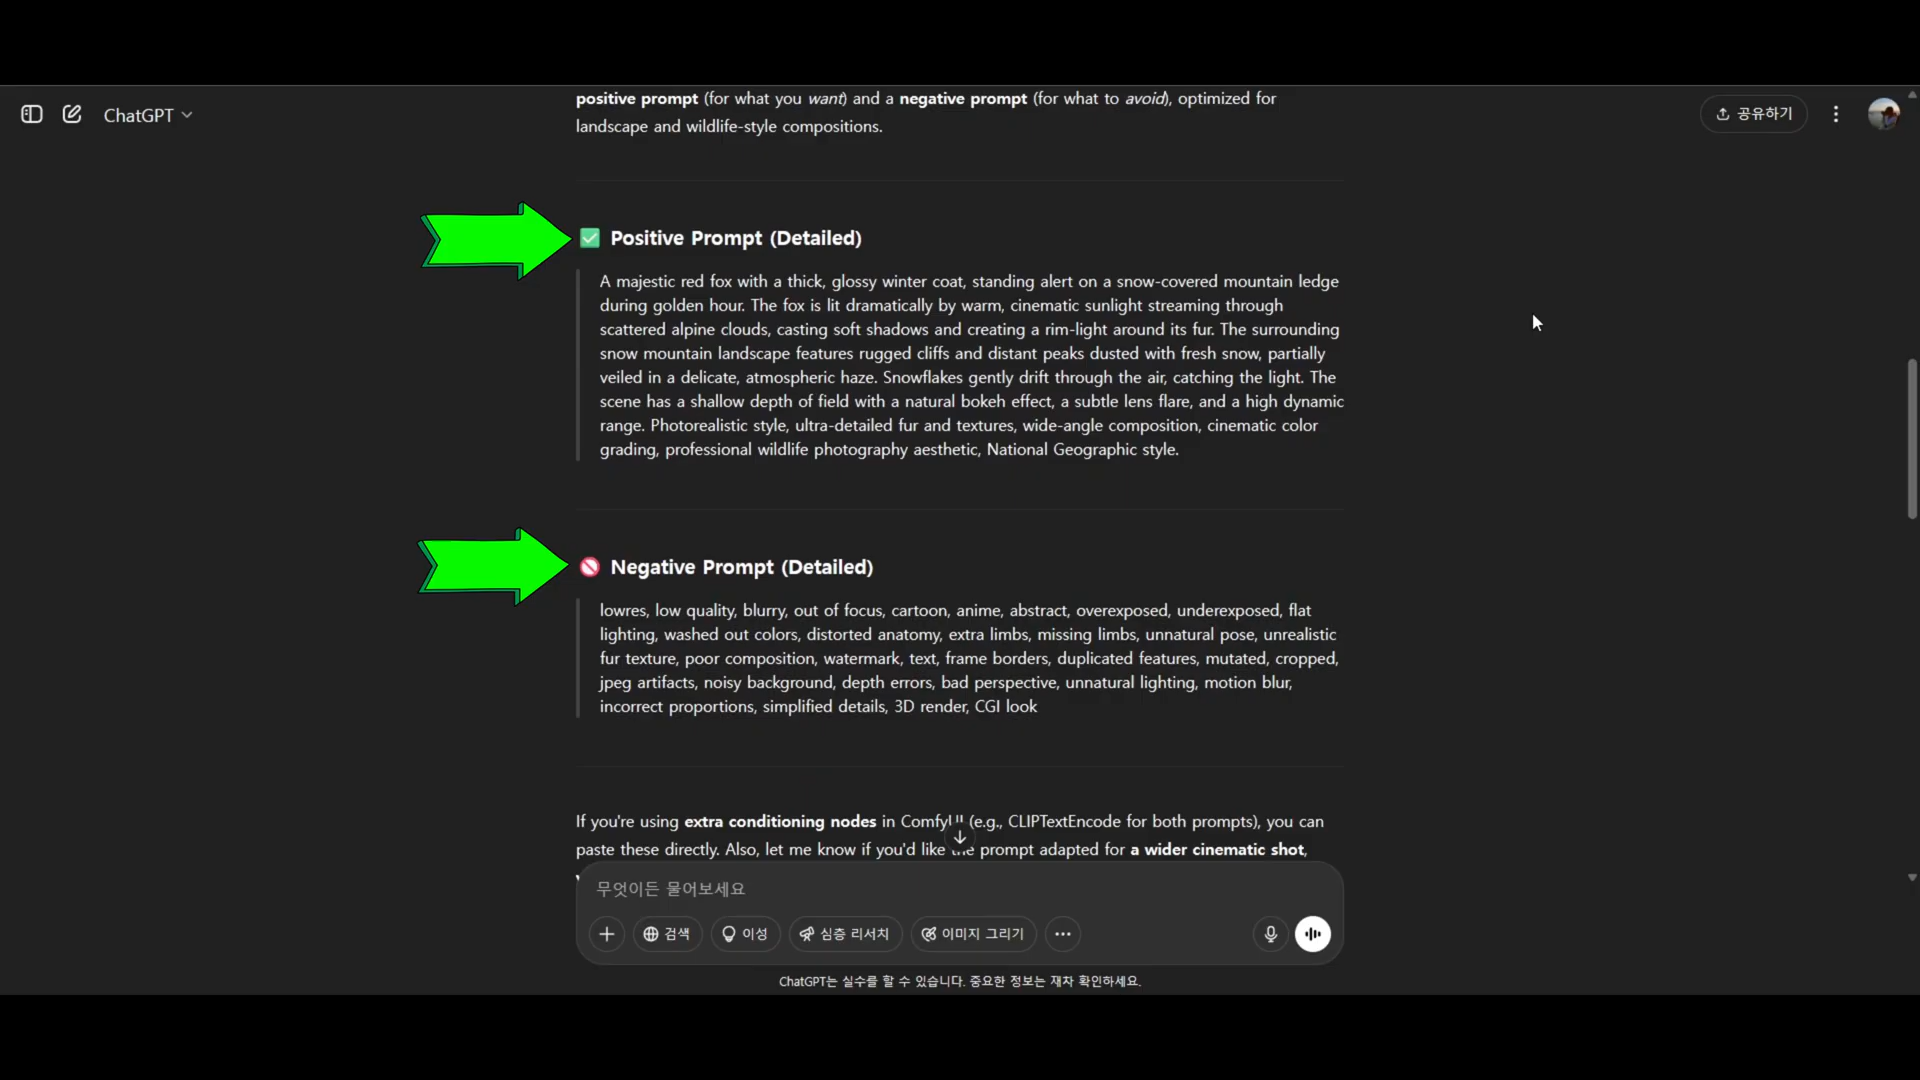 ChatGPT
공유하기
positive prompt (for what you want) and a negative prompt (for what to avoid), optimized for
landscape and wildlife-style compositions.
Positive Prompt (Detailed)
A majestic red fox with a thick, glossy winter coat, standing alert on a snow-covered mountain ledge
during golden hour. The fox is lit dramatically by warm, cinematic sunlight streaming through
scattered alpine clouds, casting soft shadows and creating a rim-light around its fur. The surrounding
snow mountain landscape features rugged cliffs and distant peaks dusted with fresh snow, partially
veiled in a delicate, atmospheric haze. Snowflakes gently drift through the air, catching the light. The
scene has a shallow depth of field with a natural bokeh effect, a subtle lens flare, and a high dynamic
range. Photorealistic style, ultra-detailed fur and textures, wide-angle composition, cinematic color
grading, professional wildlife photography aesthetic, National Geographic style.
Negative Prompt (Detailed)
lowres, low quality, blurry, out of focus, cartoon, anime, abstract, overexposed, underexposed, flat
lighting, washed out colors, distorted anatomy, extra limbs, missing limbs, unnatural pose, unrealistic
fur texture, poor composition, watermark, text, frame borders, duplicated features, mutated, cropped,
jpeg artifacts, noisy background, depth errors, bad perspective, unnatural lighting, motion blur,
incorrect proportions, simplified details, 3D render, CGI look
If you're using extra conditioning nodes in ComfyUI (e.g., CLIPTextEncode for both prompts), you can
paste these directly. Also, let me know if you'd like the prompt adapted for a wider cinematic shot,
무엇이든 물어보세요
검색
이성
심층 리서치
이미지 그리기
ChatGPT는 실수를 할 수 있습니다. 중요한 정보는 재차 확인하세요.